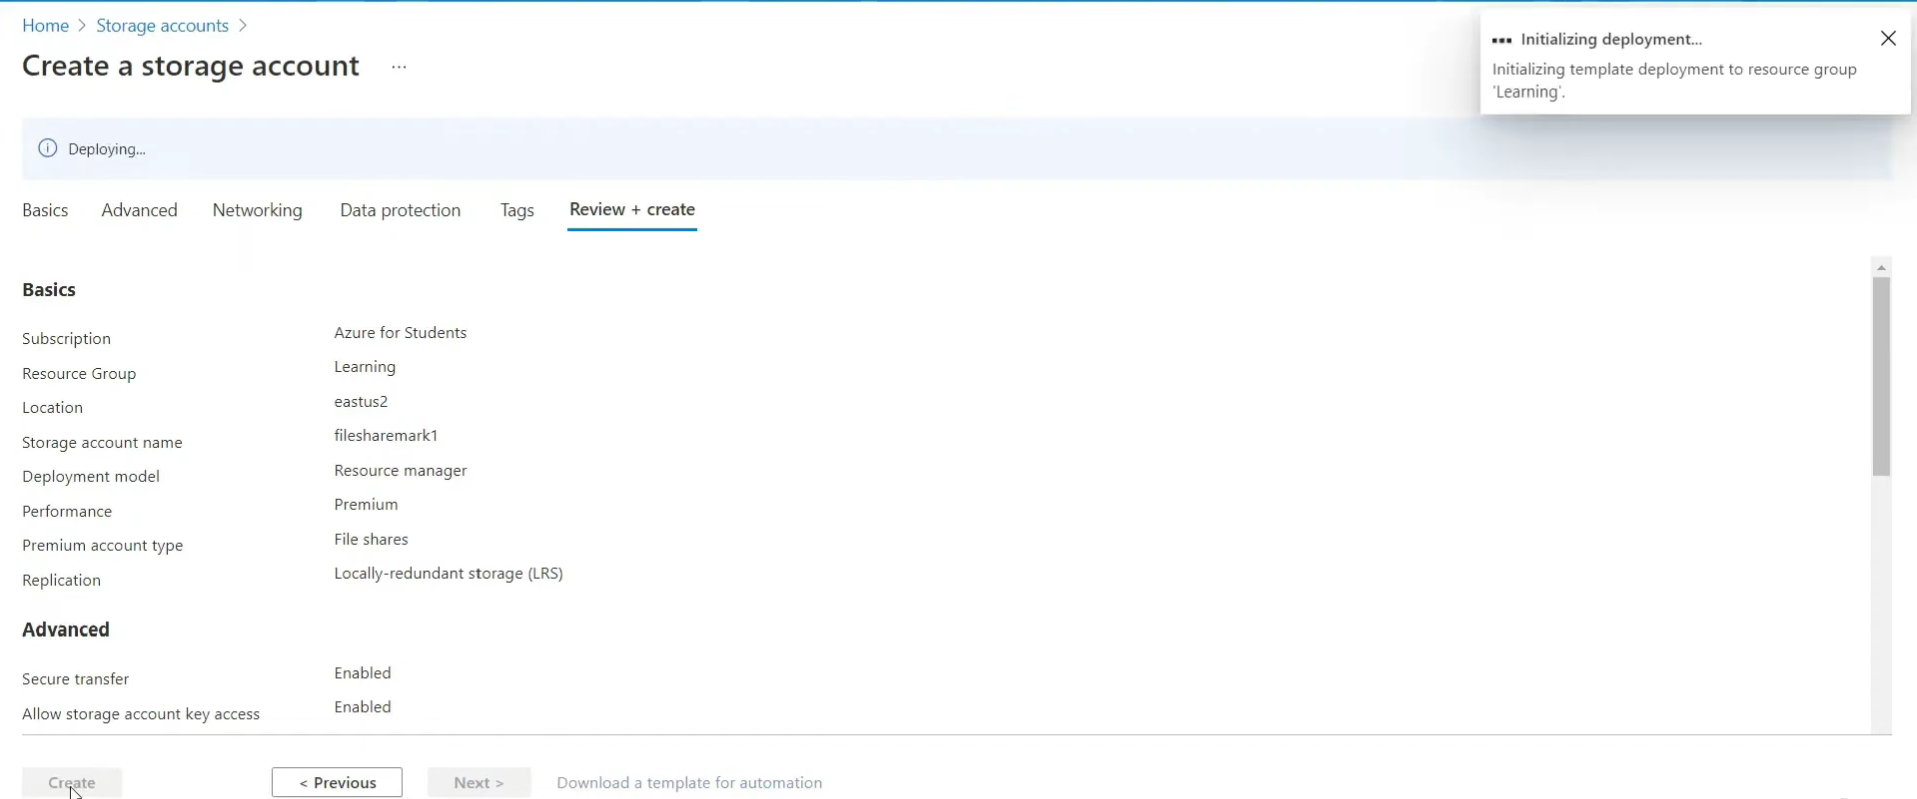 Home > Storage accounts >
Create a storage account ...
Initializing deployment...
Initializing template deployment to resource group
'Learning'.
Deploying...
Basics Advanced Networking Data protection Tags Review + create
Basics
Subscription Azure for Students
Resource Group Learning
Location eastus2
Storage account name filesharemark1
Deployment model Resource manager
Performance Premium
Premium account type File shares
Replication Locally-redundant storage (LRS)
Advanced
Secure transfer Enabled
Allow storage account key access Enabled
Create < Previous Next > Download a template for automation